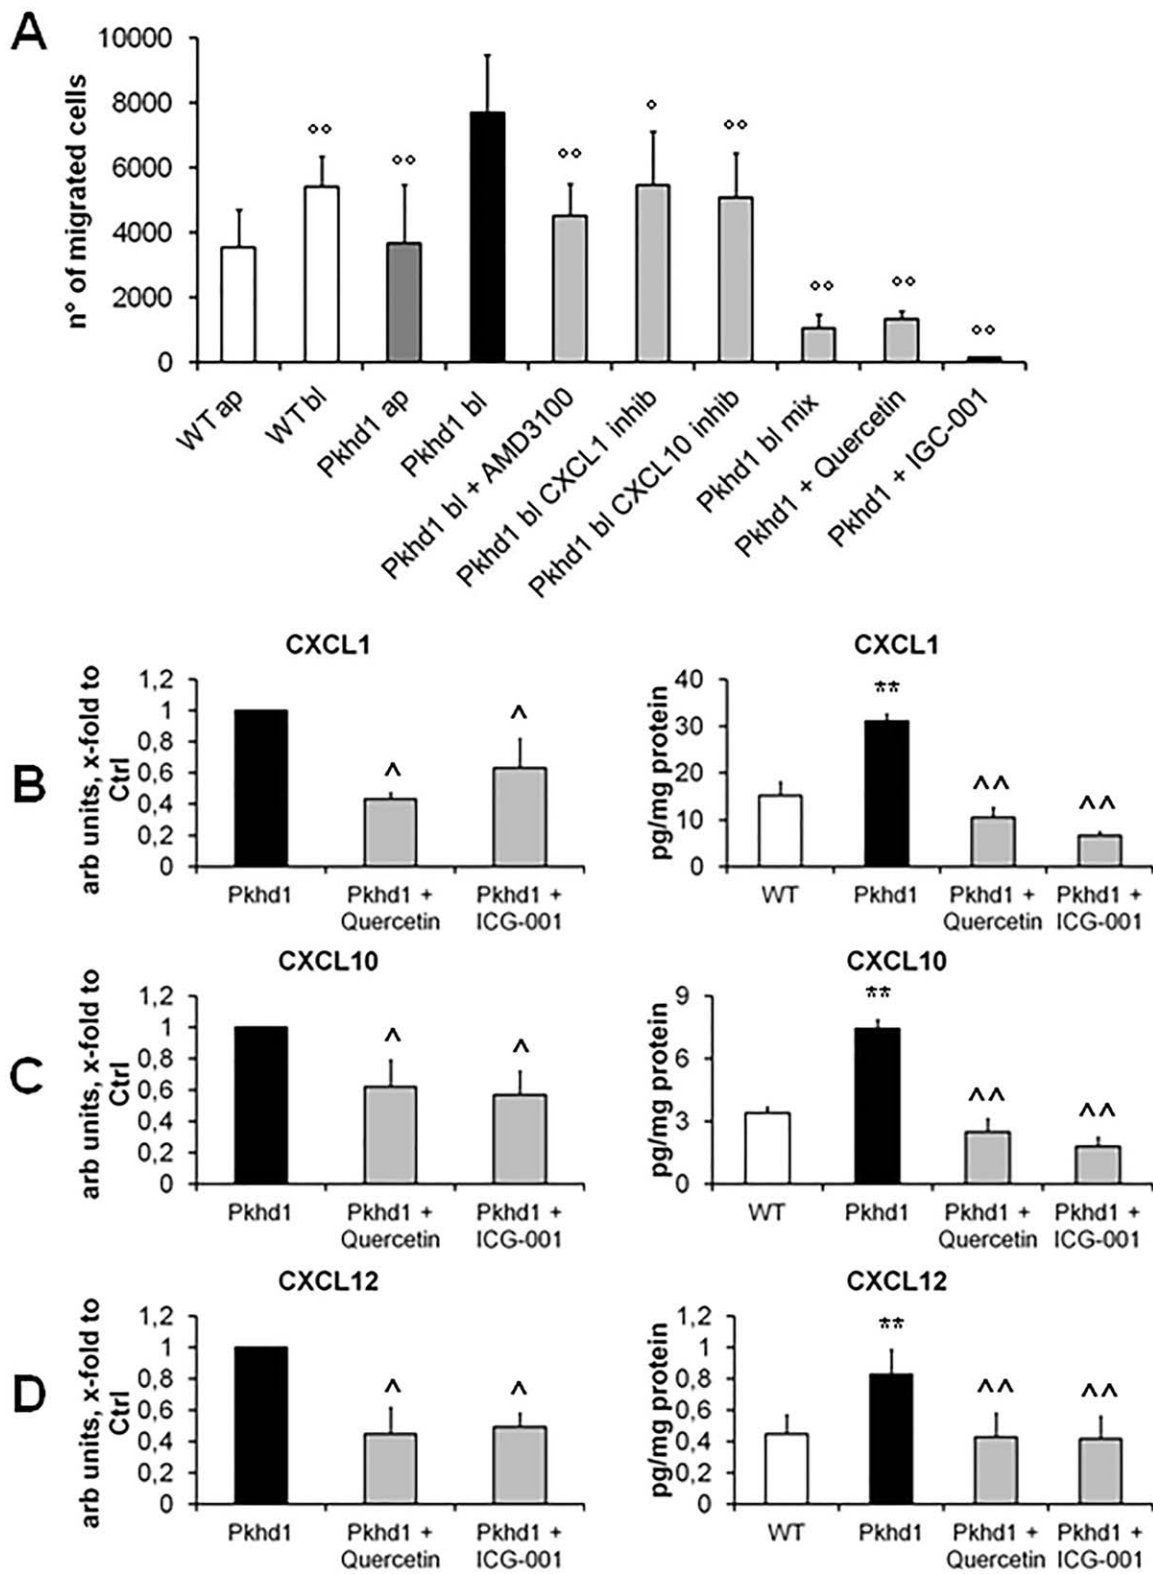 A
10000
8000
6000
4000
2000
0
n° of migrated cells
°°
°°
°°
°
°°
°°
°°
°°
WT ap
WT bl
Pkhd1 ap
Pkhd1 bl
Pkhd1 bl + AMD3100
Pkhd1 bl CXCL1 inhib
Pkhd1 bl CXCL10 inhib
Pkhd1 bl mix
Pkhd1 + Quercetin
Pkhd1 + IGC-001
B
CXCL1
arb units, x-fold to
Ctrl
1,2
1
0,8
0,6
0,4
0,2
0
^
^
Pkhd1
Pkhd1 +
Quercetin
Pkhd1 +
ICG-001
CXCL1
pg/mg protein
40
30
20
10
0
**
^^
^^
WT
Pkhd1
Pkhd1 +
Quercetin
Pkhd1 +
ICG-001
C
CXCL10
arb units, x-fold to
Ctrl
1,2
1
0,8
0,6
0,4
0,2
0
^
^
Pkhd1
Pkhd1 +
Quercetin
Pkhd1 +
ICG-001
CXCL10
pg/mg protein
9
6
3
0
**
^^
^^
WT
Pkhd1
Pkhd1 +
Quercetin
Pkhd1 +
ICG-001
D
CXCL12
arb units, x-fold to
Ctrl
1,2
1
0,8
0,6
0,4
0,2
0
^
^
Pkhd1
Pkhd1 +
Quercetin
Pkhd1 +
ICG-001
CXCL12
pg/mg protein
1,2
1
0,8
0,6
0,4
0,2
0
**
^^
^^
WT
Pkhd1
Pkhd1 +
Quercetin
Pkhd1 +
ICG-001